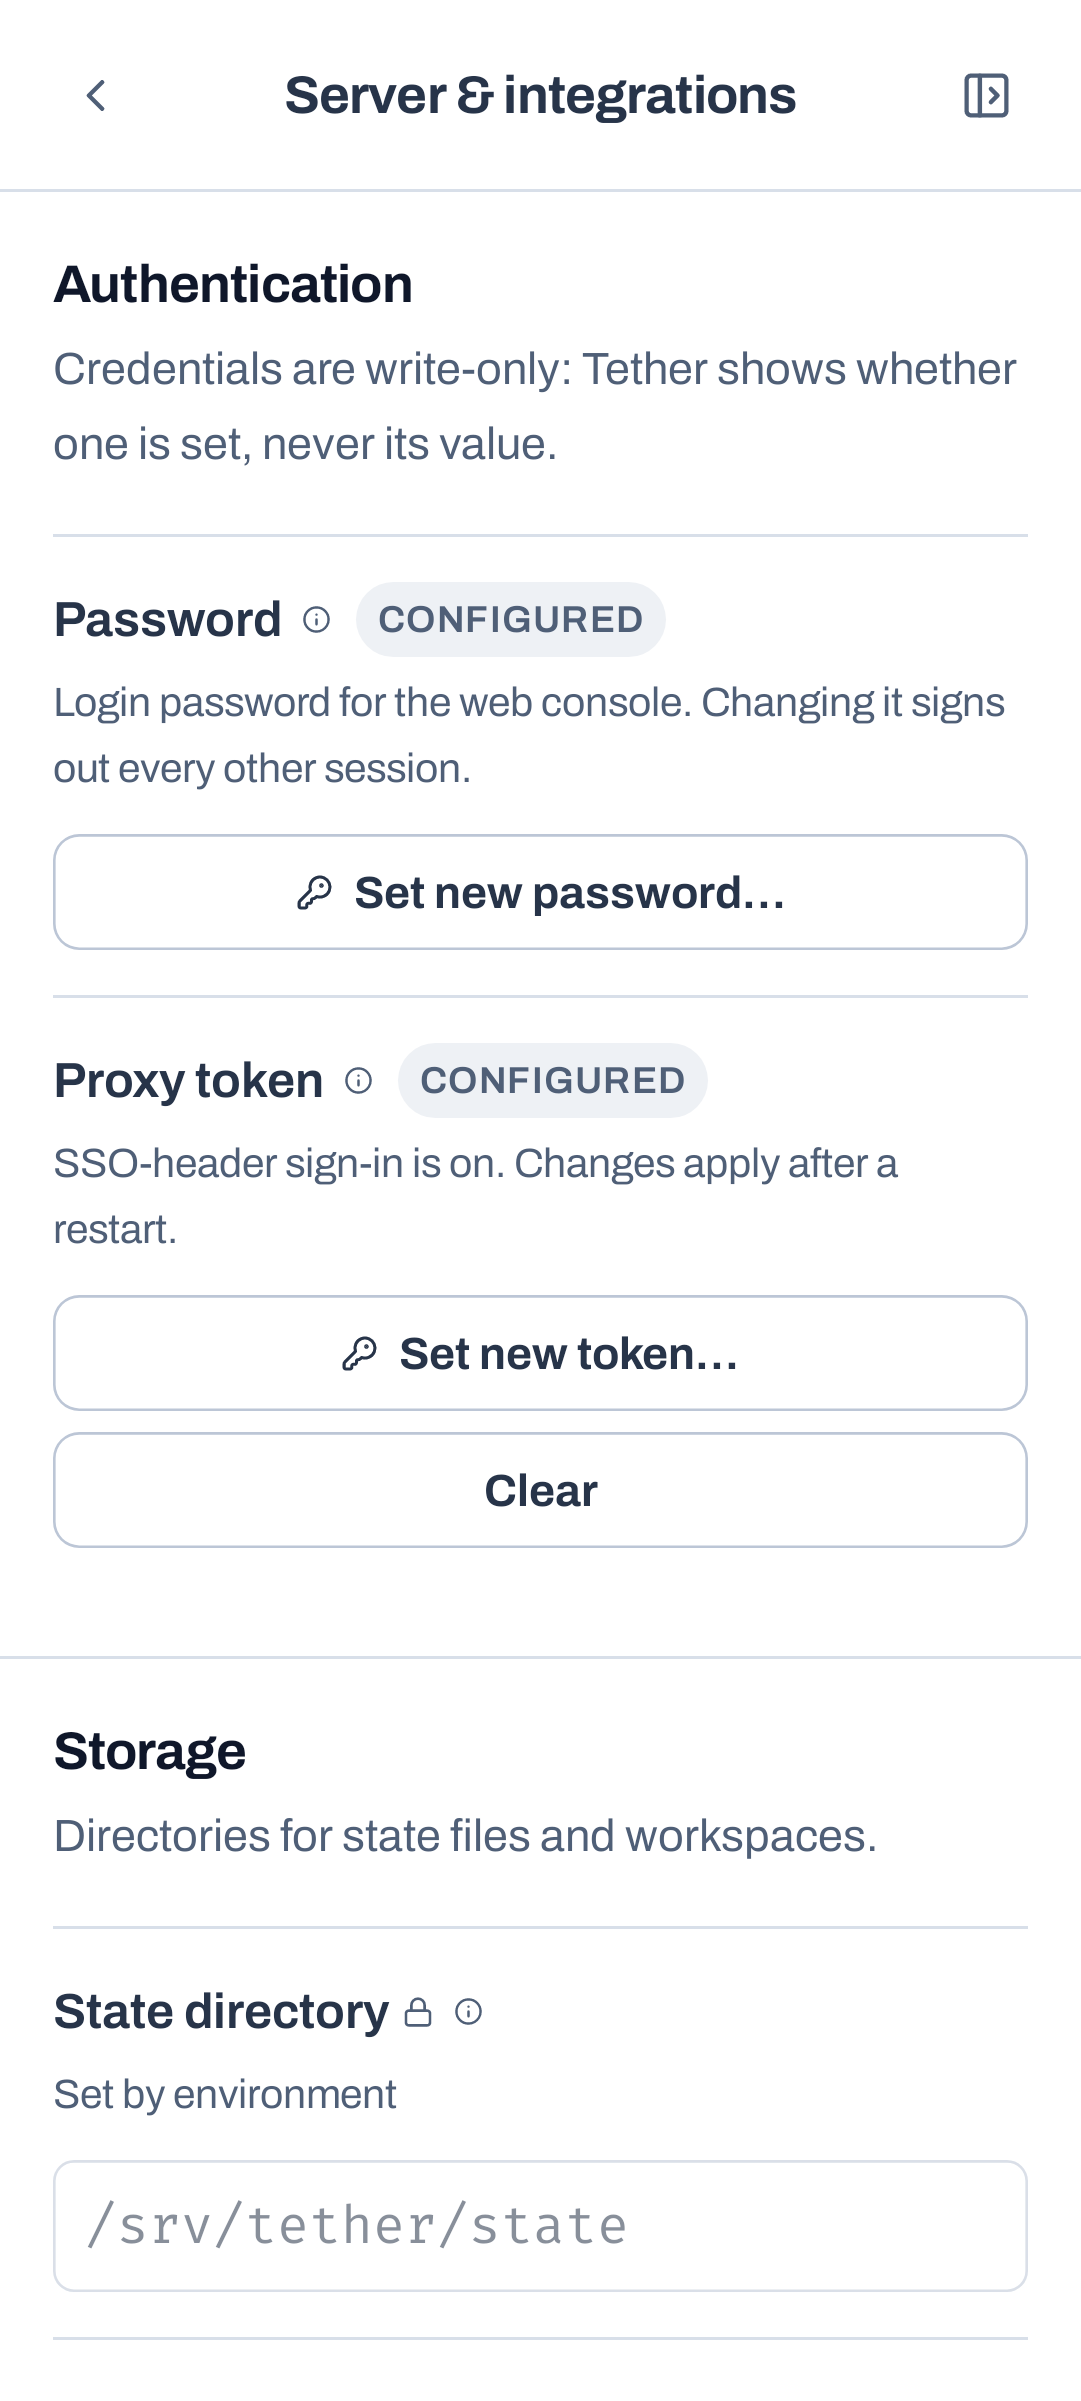 Server & integrations
Authentication
Credentials are write-only: Tether shows whether
one is set, never its value.
Password CONFIGURED
Login password for the web console. Changing it signs
out every other session.
Set new password...
Proxy token CONFIGURED
SSO-header sign-in is on. Changes apply after a
restart.
Set new token...
Clear
Storage
Directories for state files and workspaces.
State directory
Set by environment
/srv/tether/state